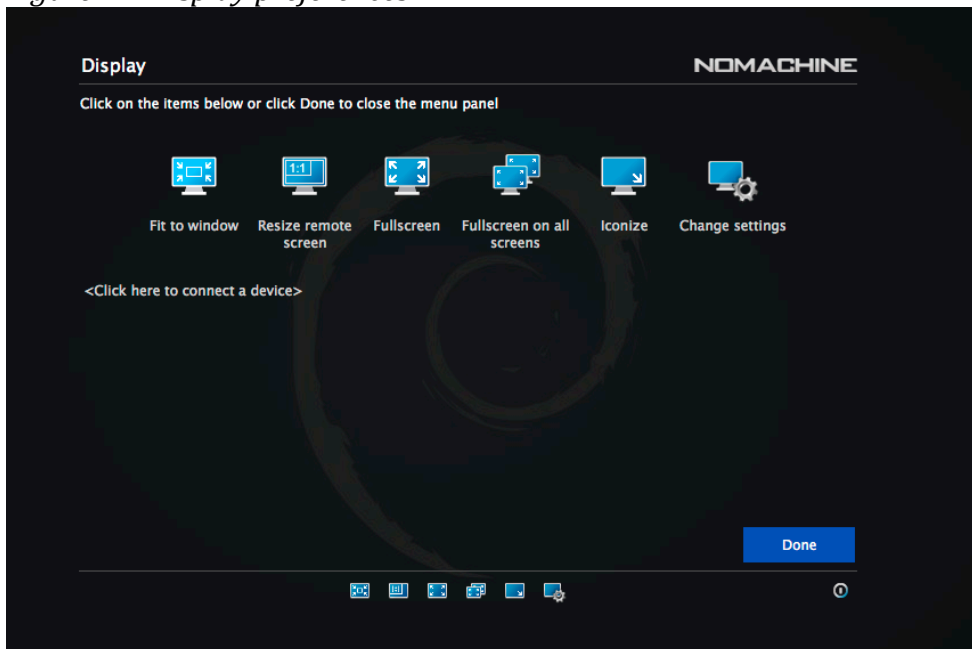 Display
NOMACHINE
Click on the items below or click Done to close the menu panel
1:1
Fit to window
Resize remote
screen
Fullscreen
Fullscreen on all
screens
Iconize
Change settings
<Click here to connect a device>
Done